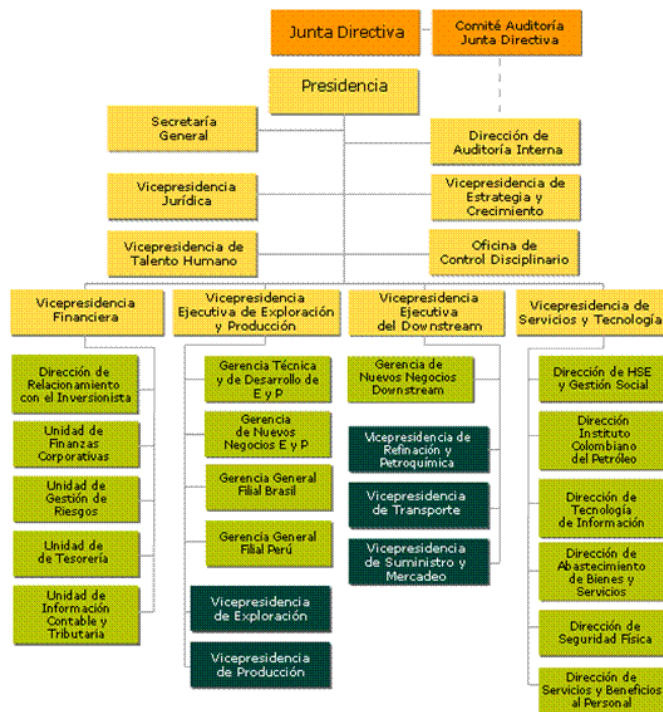 Junta Directiva
Comité Auditoría
Junta Directiva
Presidencia
Secretaría
General
Dirección de
Auditoría Interna
Vicepresidencia
Jurídica
Vicepresidencia de
Estrategia y
Crecimiento
Vicepresidencia de
Talento Humano
Oficina de
Control Disciplinario
Vicepresidencia
Financiera
Vicepresidencia
Ejecutiva de Exploración
y Producción
Vicepresidencia
Ejecutiva
del Downstream
Vicepresidencia de
Servicios y Tecnología
Dirección de
Relacionamiento
con el Inversionista
Unidad de
Finanzas
Corporativas
Unidad de
Gestión de
Riesgos
Unidad de
de Tesorería
Unidad de
Información
Contable y
Tributaria
Gerencia Técnica
y de Desarrollo de
E y P
Gerencia
de Nuevos
Negocios E y P
Gerencia General
Filial Brasil
Gerencia General
Filial Perú
Vicepresidencia
de Exploración
Vicepresidencia
de Producción
Gerencia de
Nuevos Negocios
Downstream
Vicepresidencia de
Refinación y
Petroquímica
Vicepresidencia
de Transporte
Vicepresidencia
de Suministro y
Mercadeo
Dirección de HSE
y Gestión Social
Dirección
Instituto
Colombiano
del Petróleo
Dirección de
Tecnología
de Información
Dirección de
Abastecimiento
de Bienes y
Servicios
Dirección de
Seguridad Física
Dirección de
Servicios y Beneficios
al Personal